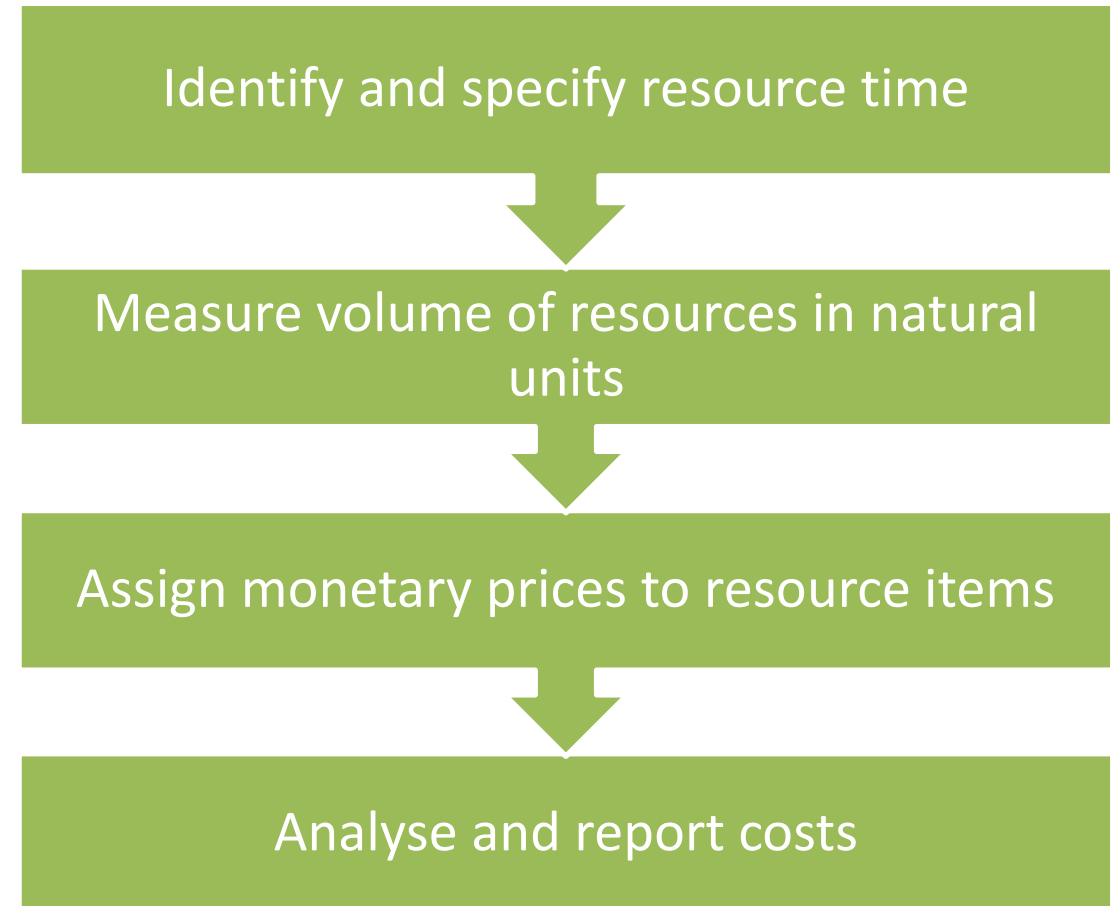 Identify and specify resource time
Measure volume of resources in natural
units
Assign monetary prices to resource items
Analyse and report costs